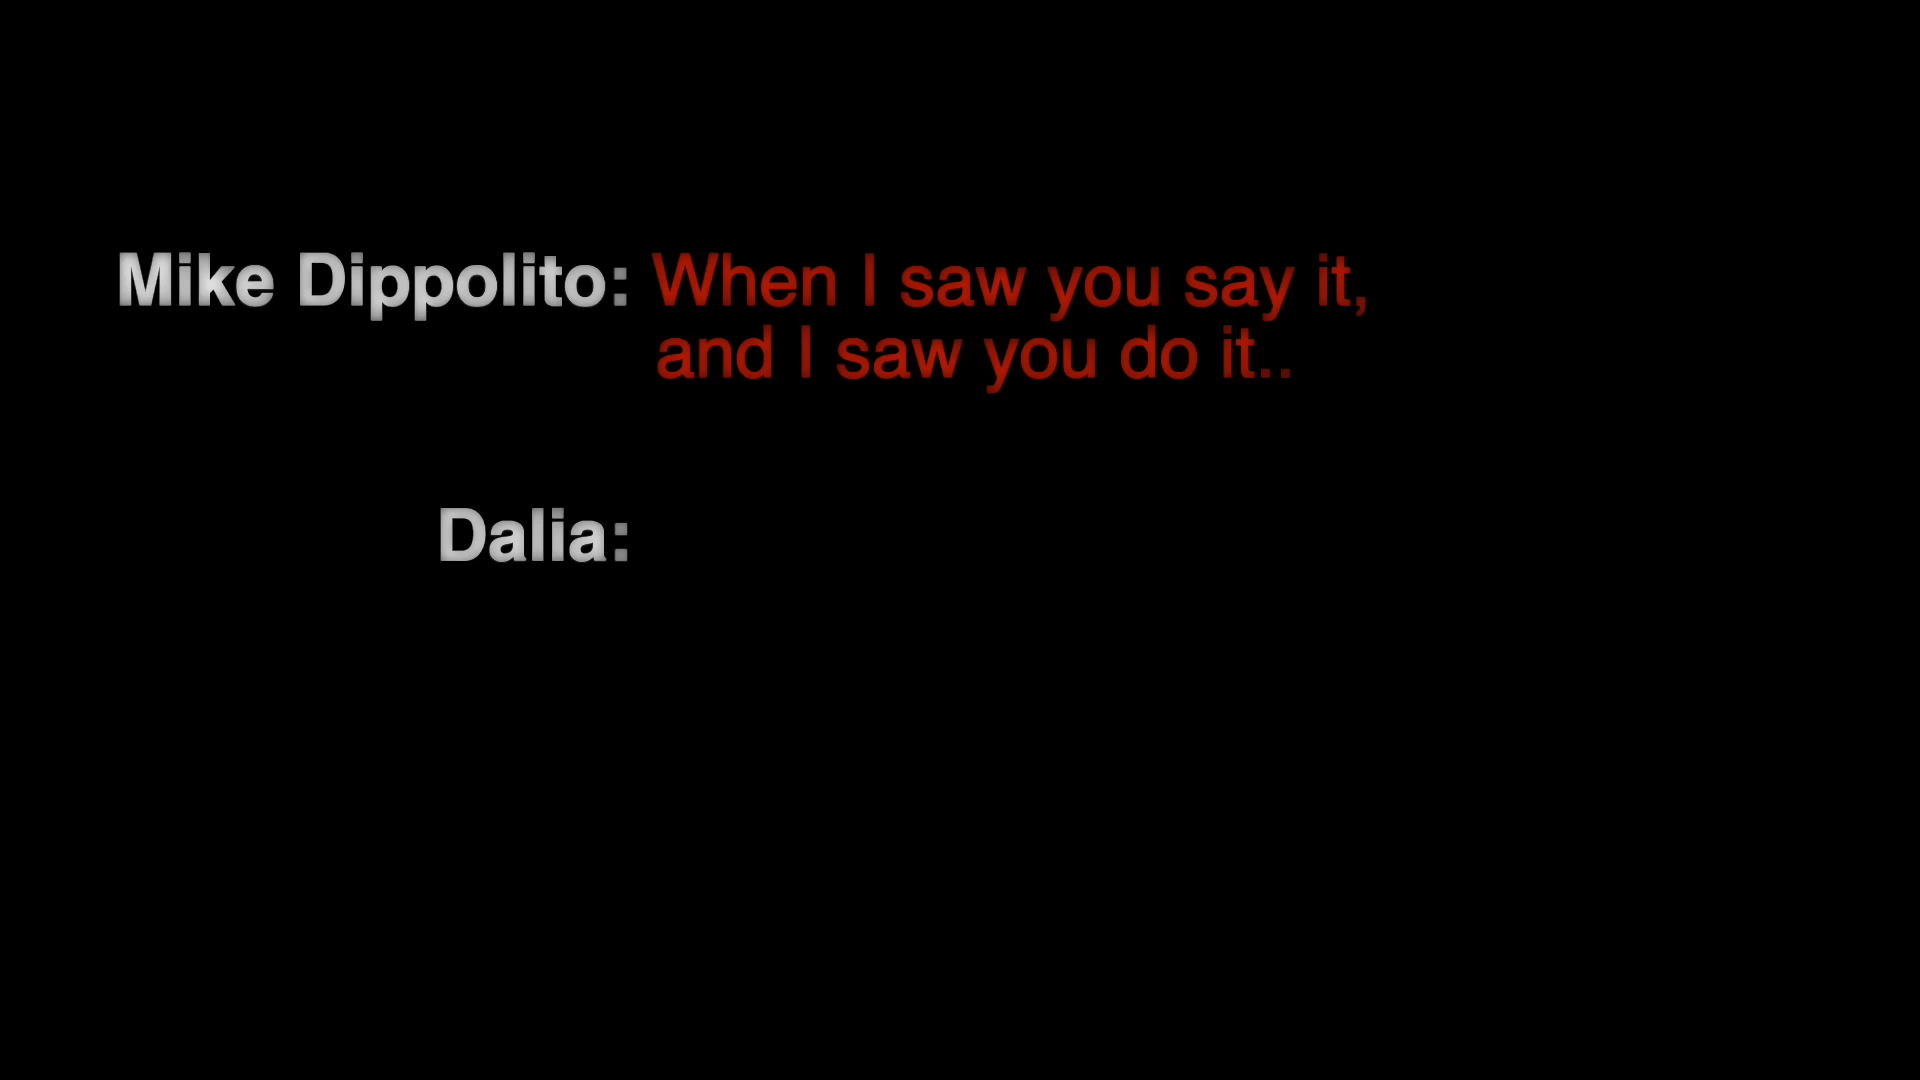 Mike Dippolito: When I saw you say it,
and I saw you do it..
Dalia: